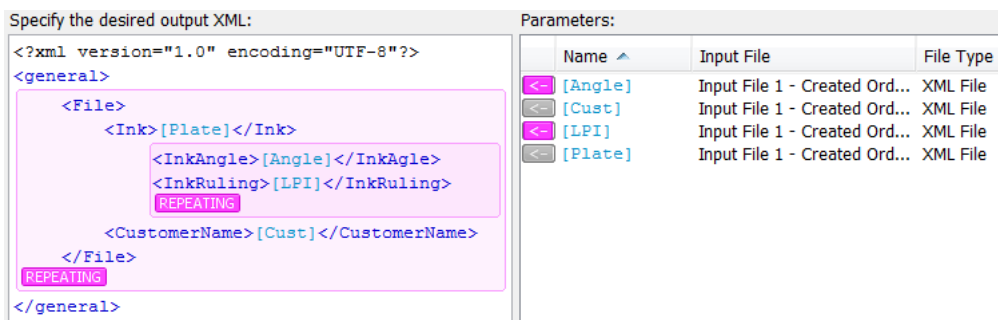 Specify the desired output XML:
<?xml version="1.0" encoding="UTF-8"?>
<general>
<File>
<Ink>[Plate]</Ink>
<InkAngle>[Angle]</InkAgle>
<InkRuling>[LPI]</InkRuling>
REPEATING
<CustomerName>[Cust]</CustomerName>
</File>
REPEATING
</general>
Parameters:
Name Input File File Type
<- [Angle] Input File 1 - Created Ord... XML File
<- [Cust] Input File 1 - Created Ord... XML File
<- [LPI] Input File 1 - Created Ord... XML File
<- [Plate] Input File 1 - Created Ord... XML File